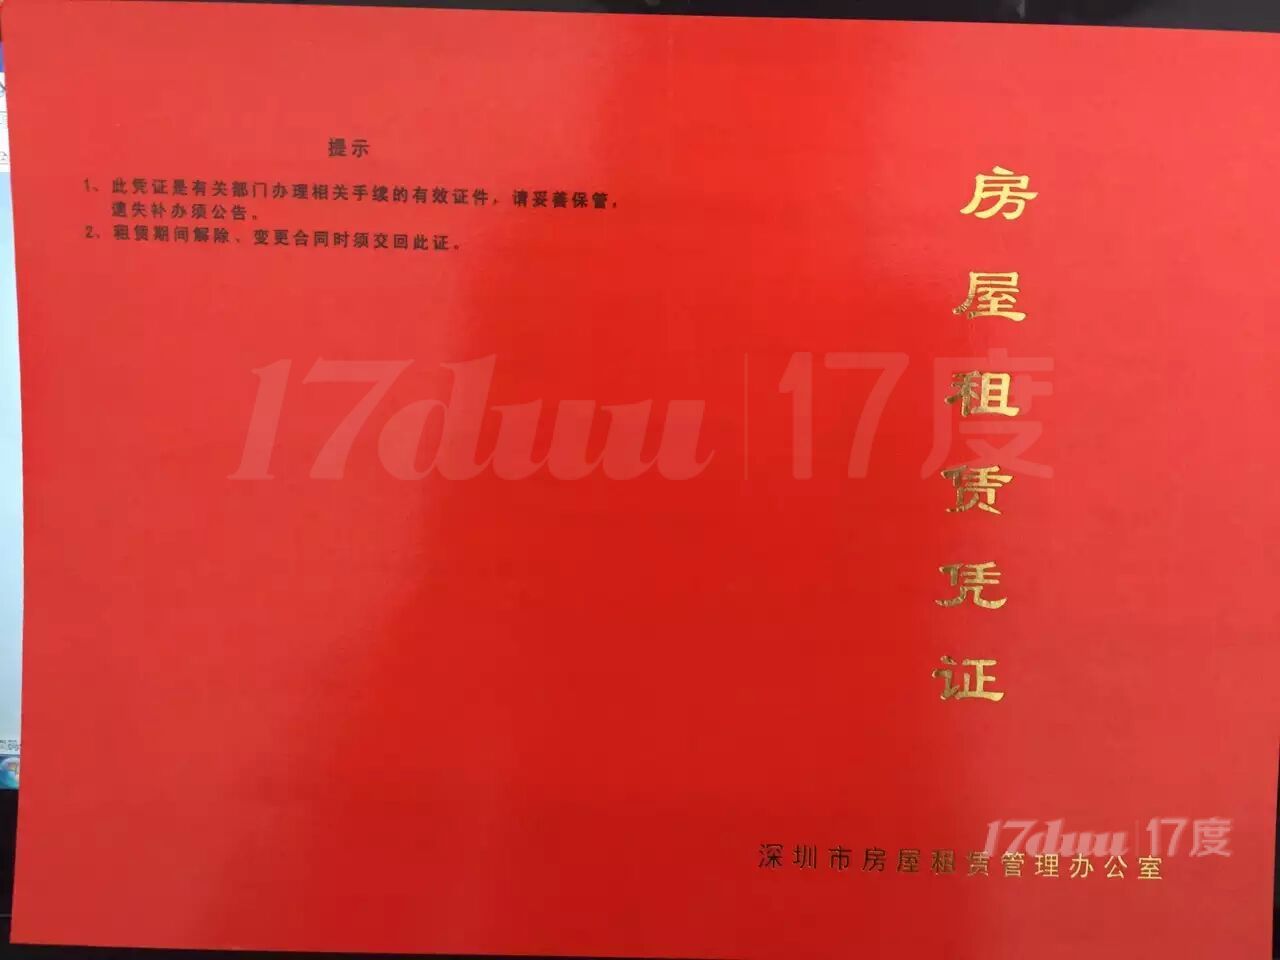 提示
1、此凭证是有关部门办理相关手续的有效证件，请妥善保管，
遗失补办须公告。
2、租赁期间解除、变更合同时须交回此证。
房屋租赁凭证
深圳市房屋租赁管理办公室
17duu 17度
17duu 17度